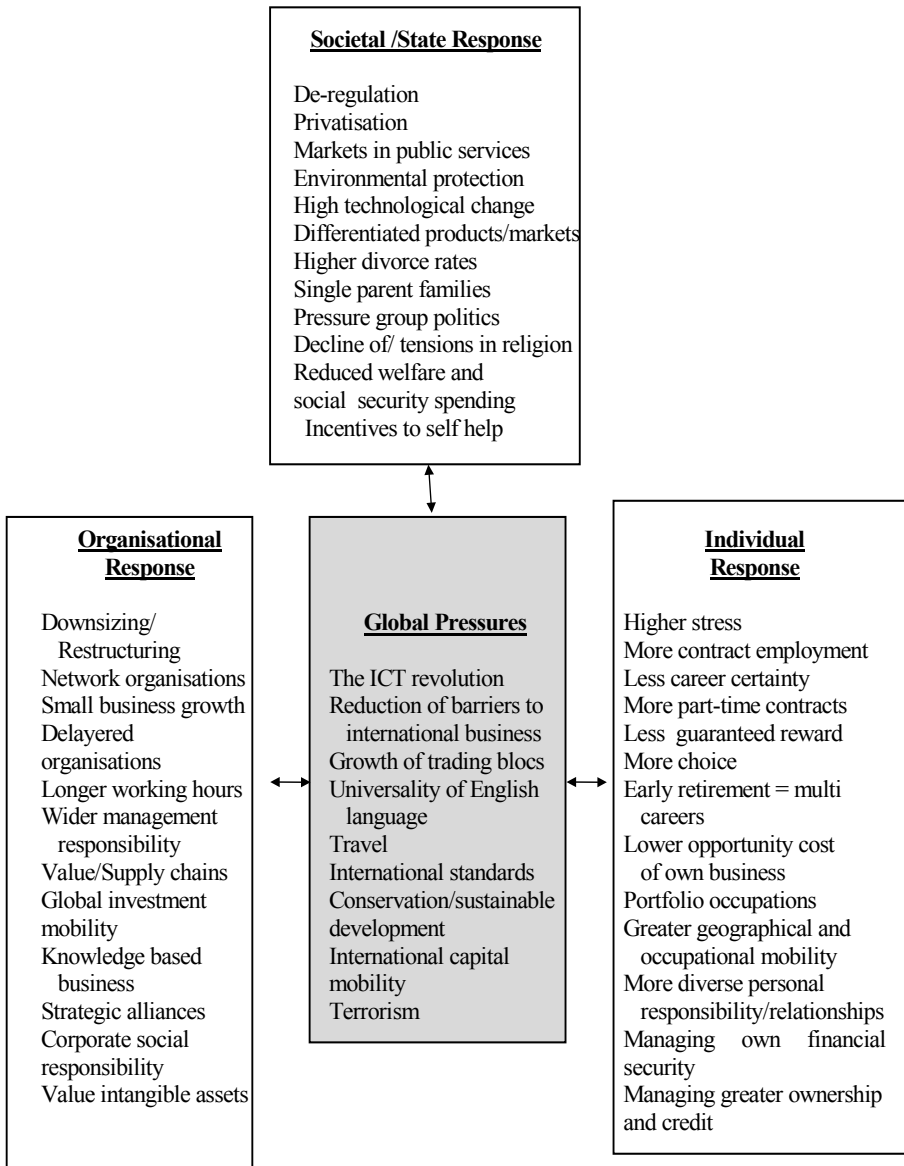 Societal /State Response
De-regulation
Privatisation
Markets in public services
Environmental protection
High technological change
Differentiated products/markets
Higher divorce rates
Single parent families
Pressure group politics
Decline of/ tensions in religion
Reduced welfare and
social security spending
Incentives to self help
Organisational
Response
Downsizing/
Restructuring
Network organisations
Small business growth
Delayered
organisations
Longer working hours
Wider management
responsibility
Value/Supply chains
Global investment
mobility
Knowledge based
business
Strategic alliances
Corporate social
responsibility
Value intangible assets
Global Pressures
The ICT revolution
Reduction of barriers to
international business
Growth of trading blocs
Universality of English
language
Travel
International standards
Conservation/sustainable
development
International capital
mobility
Terrorism
Individual
Response
Higher stress
More contract employment
Less career certainty
More part-time contracts
Less guaranteed reward
More choice
Early retirement = multi
careers
Lower opportunity cost
of own business
Portfolio occupations
Greater geographical and
occupational mobility
More diverse personal
responsibility/relationships
Managing own financial
security
Managing greater ownership
and credit